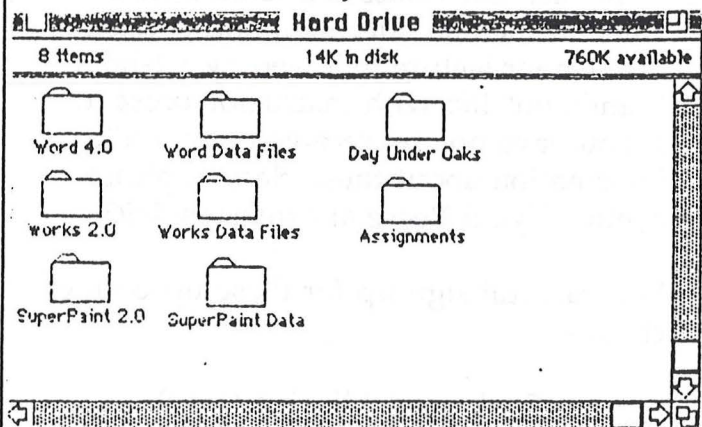 Hard Drive
8 items 14K in disk 760K available
Word 4.0 Word Data Files Day Under Oaks
Works 2.0 Works Data Files Assignments
SuperPaint 2.0 SuperPaint Data